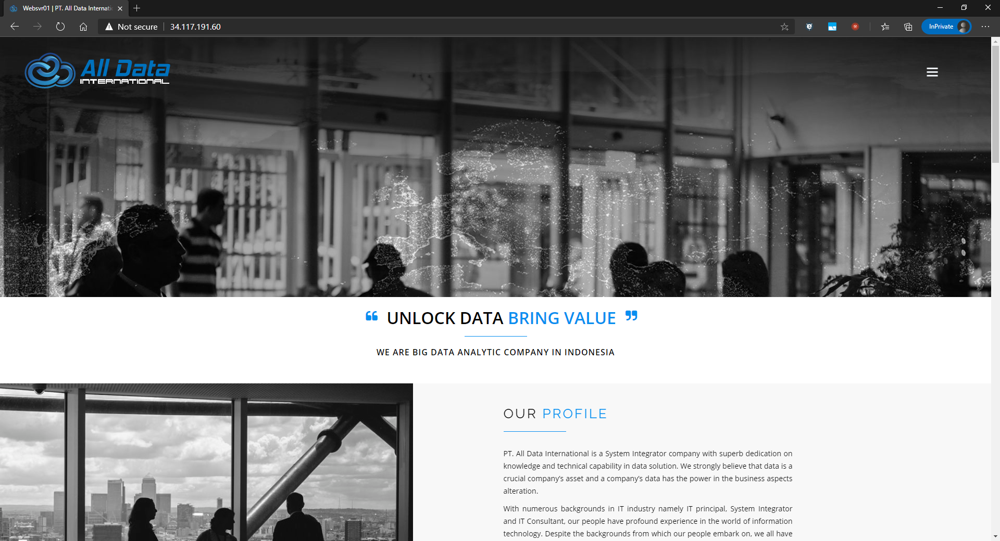 Websvr01 | PT. All Data Internati
Not secure
34.117.191.60
InPrivate
All Data
INTERNATIONAL
UNLOCK DATA BRING VALUE
WE ARE BIG DATA ANALYTIC COMPANY IN INDONESIA
OUR PROFILE
PT. All Data International is a System Integrator company with superb dedication on
knowledge and technical capability in data solution. We strongly believe that data is a
crucial company’s asset and a company’s data has the power in the business aspects
alteration.
With numerous backgrounds in IT industry namely IT principal, System Integrator
and IT Consultant, our people have profound experience in the world of information
technology. Despite the backgrounds from which our people embark on, we all have